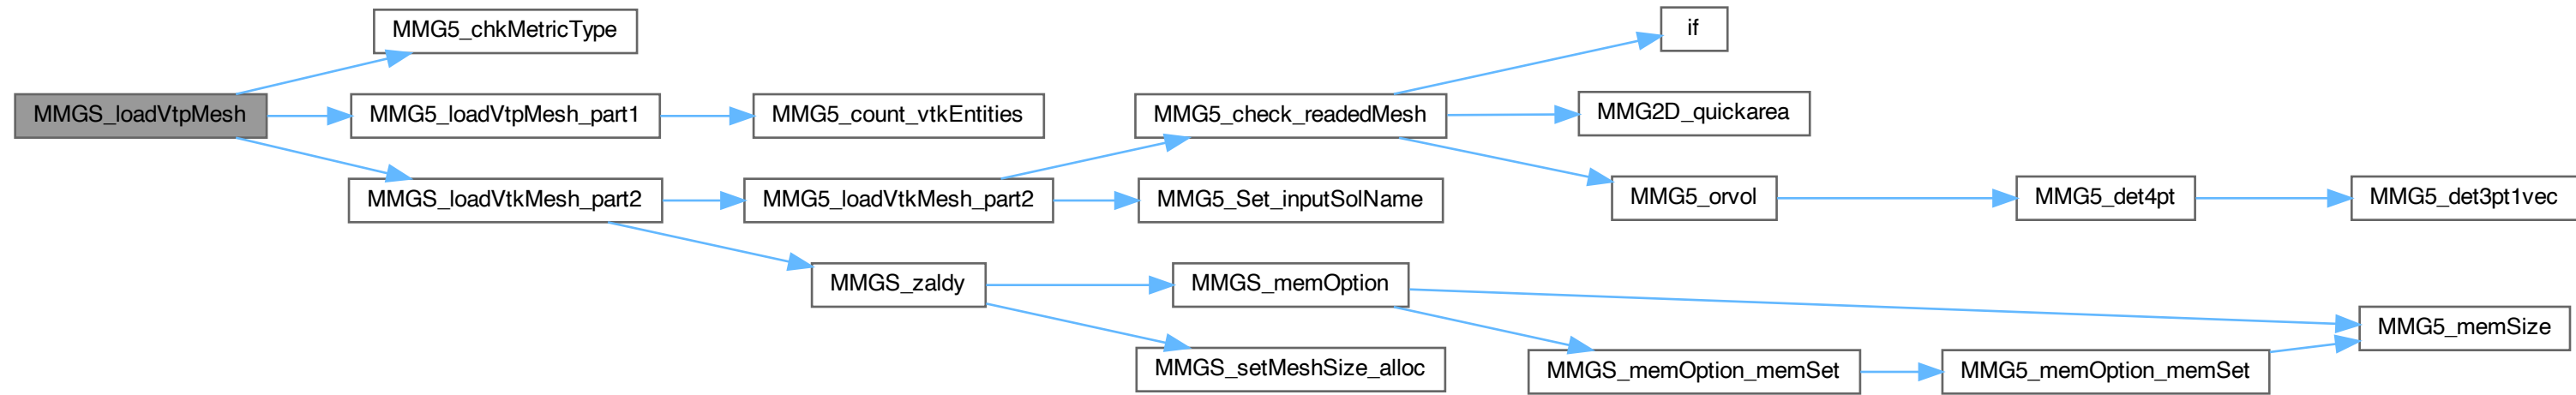 MMG5_chkMetricType
if
MMGS_loadVtpMesh
MMG5_loadVtpMesh_part1
MMG5_count_vtkEntities
MMG5_check_readedMesh
MMG2D_quickarea
MMGS_loadVtkMesh_part2
MMG5_loadVtkMesh_part2
MMG5_Set_inputSolName
MMG5_orvol
MMG5_det4pt
MMG5_det3pt1vec
MMGS_zaldy
MMGS_memOption
MMG5_memSize
MMGS_setMeshSize_alloc
MMGS_memOption_memSet
MMG5_memOption_memSet